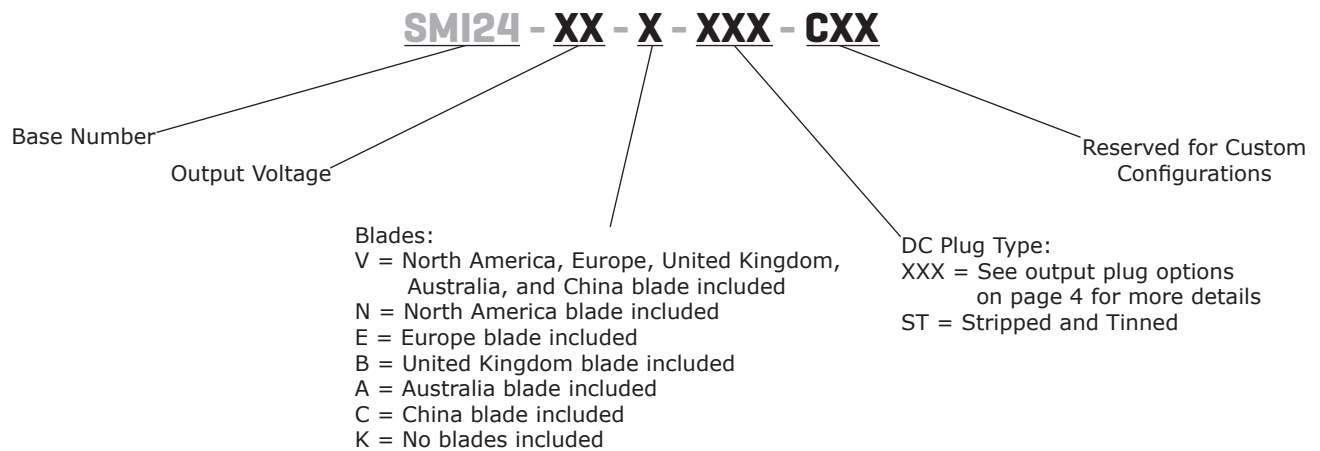 SMI24 - XX - X - XXX - CXX
Base Number
Output Voltage
Reserved for Custom
Configurations
Blades:
V = North America, Europe, United Kingdom,
Australia, and China blade included
N = North America blade included
E = Europe blade included
B = United Kingdom blade included
A = Australia blade included
C = China blade included
K = No blades included
DC Plug Type:
XXX = See output plug options
on page 4 for more details
ST = Stripped and Tinned